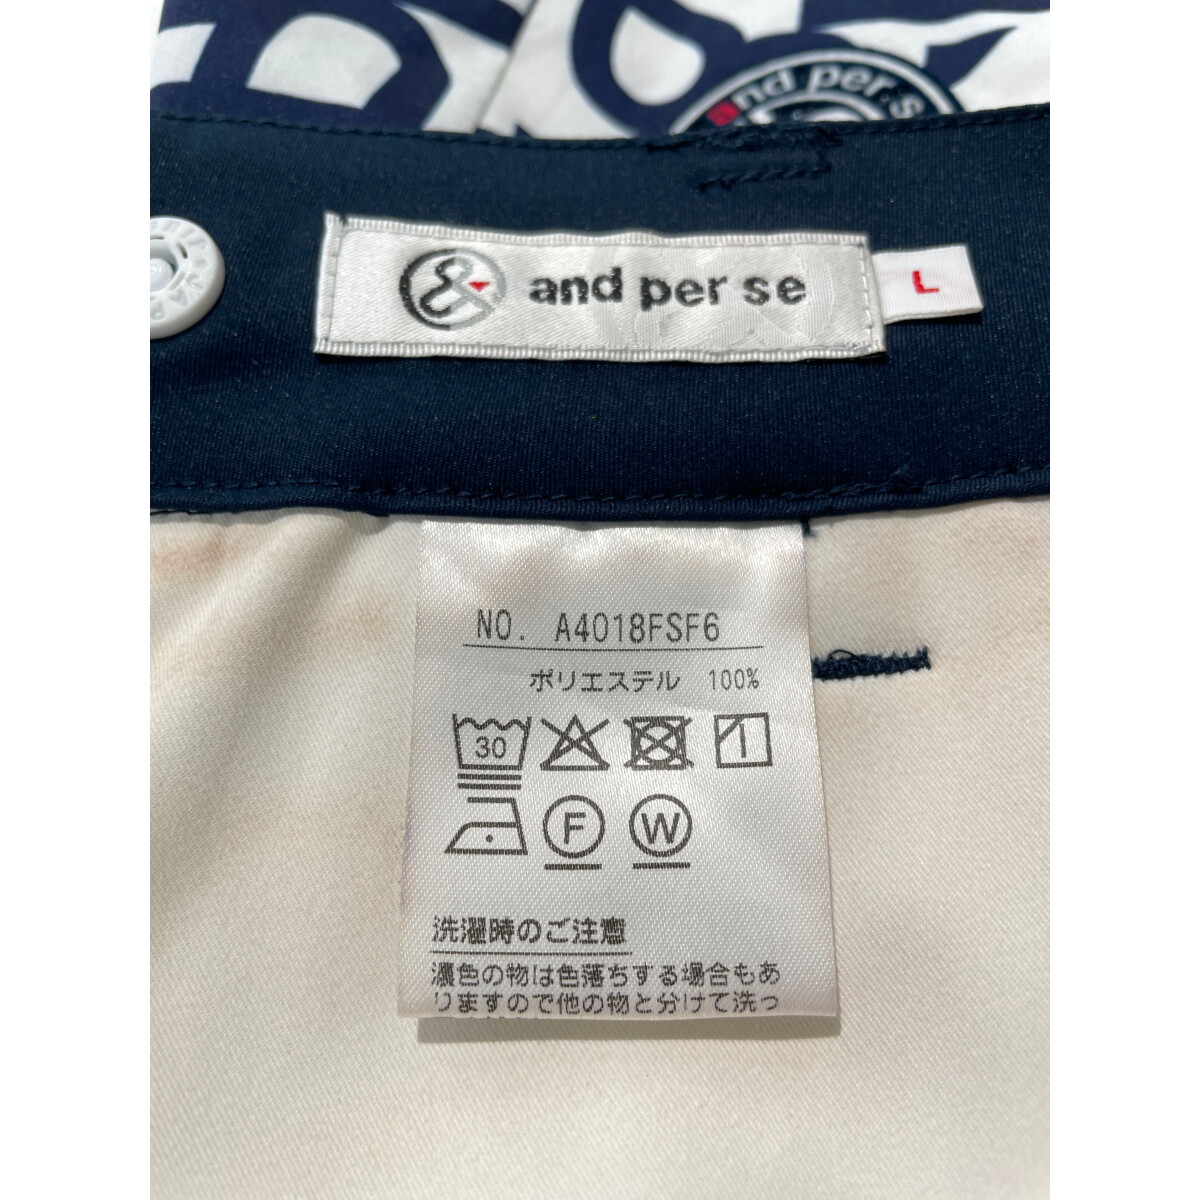 and per s
& and per se
L
NO. A4018FSF6
ポリエステル 100%
30
F W
洗濯時のご注意
濃色の物は色落ちする場合もあ
りますので他の物と分けて洗っ